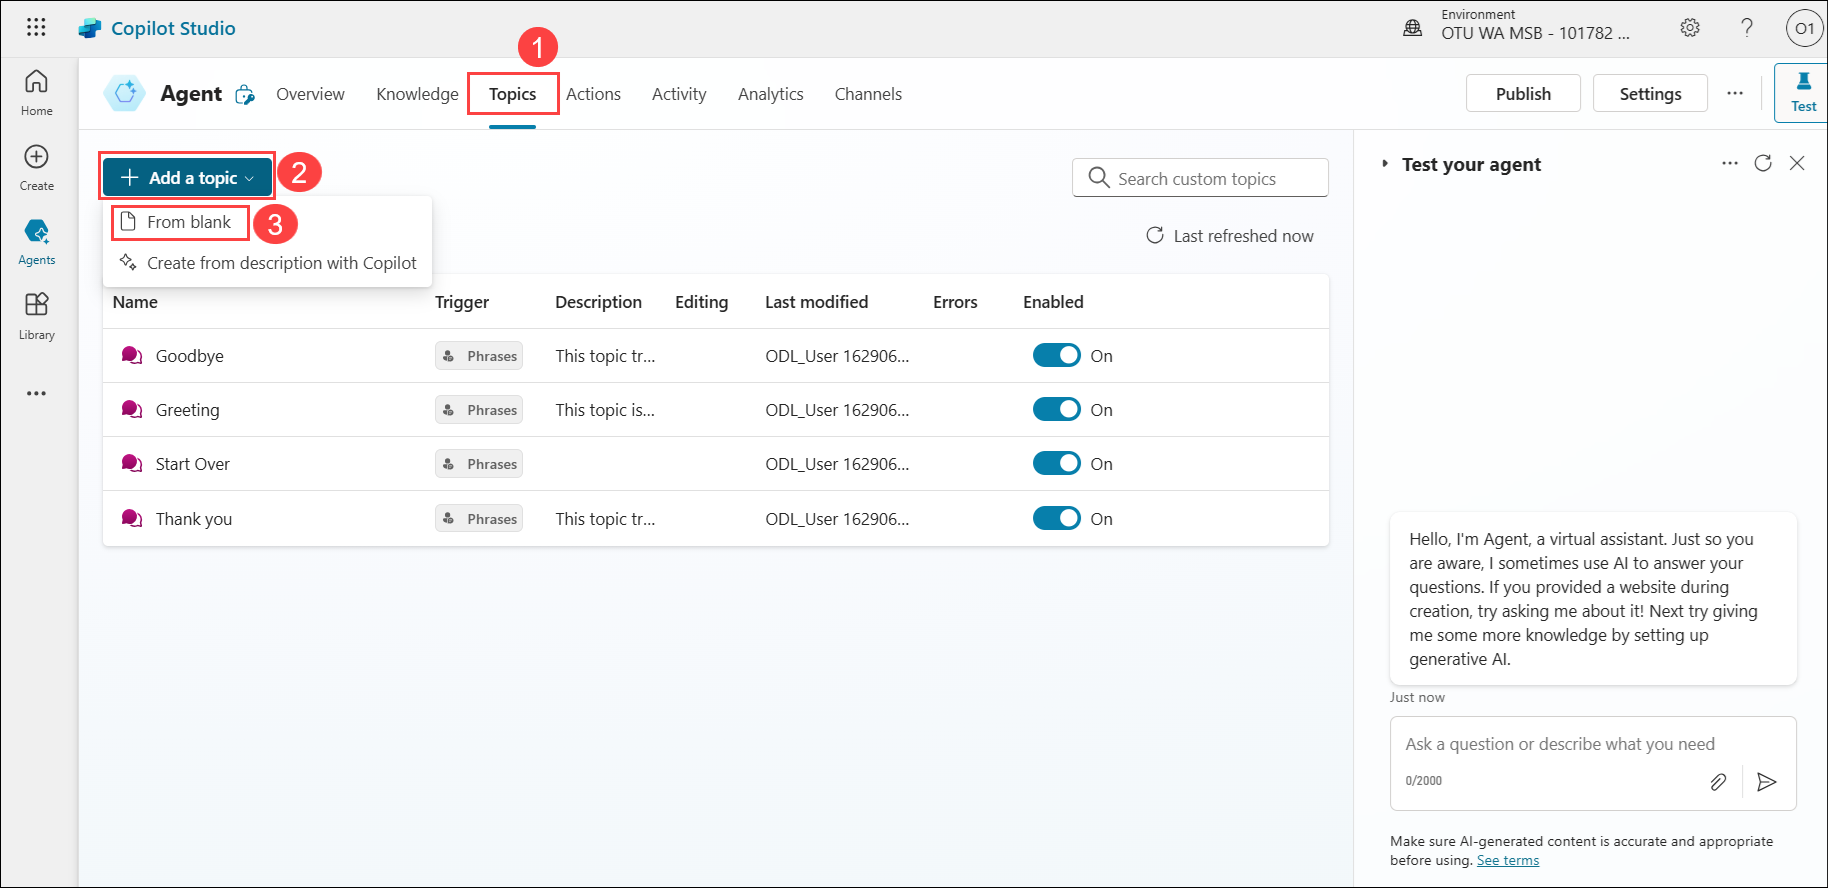 Copilot Studio
Environment
OTU WA MSB - 101782 ...
?
O1
1
Home
Create
Agents
Library
Agent
Overview
Knowledge
Topics
Actions
Activity
Analytics
Channels
Publish
Settings
Test
Add a topic
2
From blank
3
Create from description with Copilot
Search custom topics
Last refreshed now
Name Trigger Description Editing Last modified Errors Enabled
Goodbye Phrases This topic tr... ODL_User 162906... On
Greeting Phrases This topic is... ODL_User 162906... On
Start Over Phrases ODL_User 162906... On
Thank you Phrases This topic tr... ODL_User 162906... On
Test your agent
Hello, I'm Agent, a virtual assistant. Just so you
are aware, I sometimes use AI to answer your
questions. If you provided a website during
creation, try asking me about it! Next try giving
me some more knowledge by setting up
generative AI.
Just now
Ask a question or describe what you need
0/2000
Make sure AI-generated content is accurate and appropriate
before using. See terms